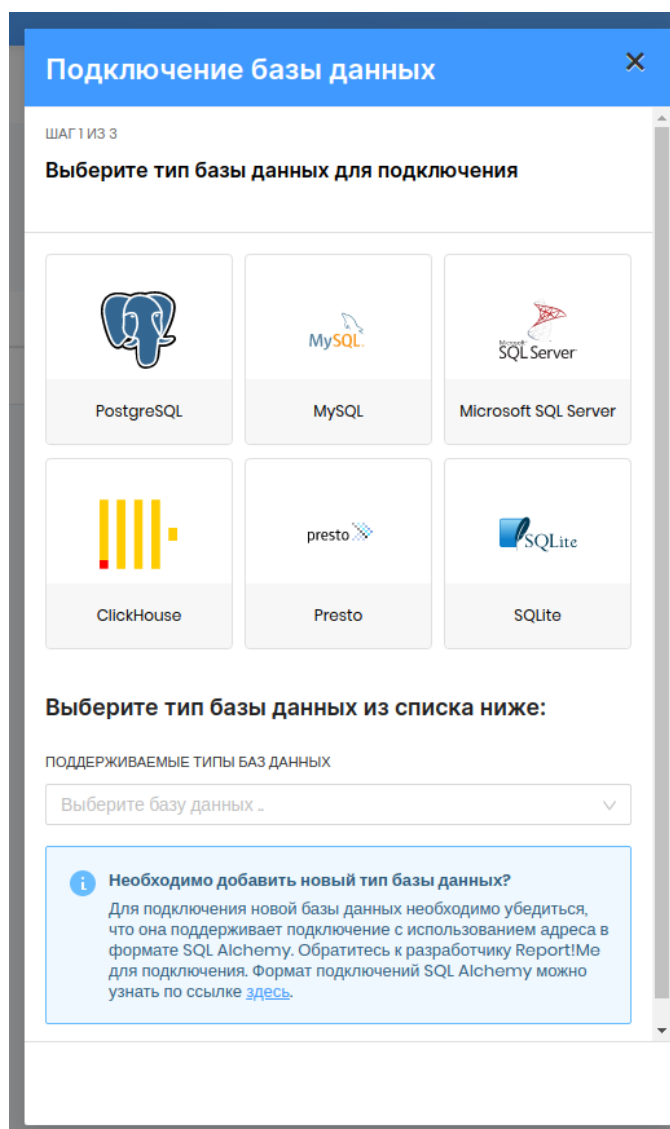 Подключение базы данных
ШАГ 1 ИЗ 3
Выберите тип базы данных для подключения
MySQL
Microsoft
SQL Server
PostgreSQL
MySQL
Microsoft SQL Server
presto
SQLite
ClickHouse
Presto
SQLite
Выберите тип базы данных из списка ниже:
ПОДДЕРЖИВАЕМЫЕ ТИПЫ БАЗ ДАННЫХ
Выберите базу данных ..
Необходимо добавить новый тип базы данных?
Для подключения новой базы данных необходимо убедиться,
что она поддерживает подключение с использованием адреса в
формате SQL Alchemy. Обратитесь к разработчику Report!Me
для подключения. Формат подключений SQL Alchemy можно
узнать по ссылке здесь.